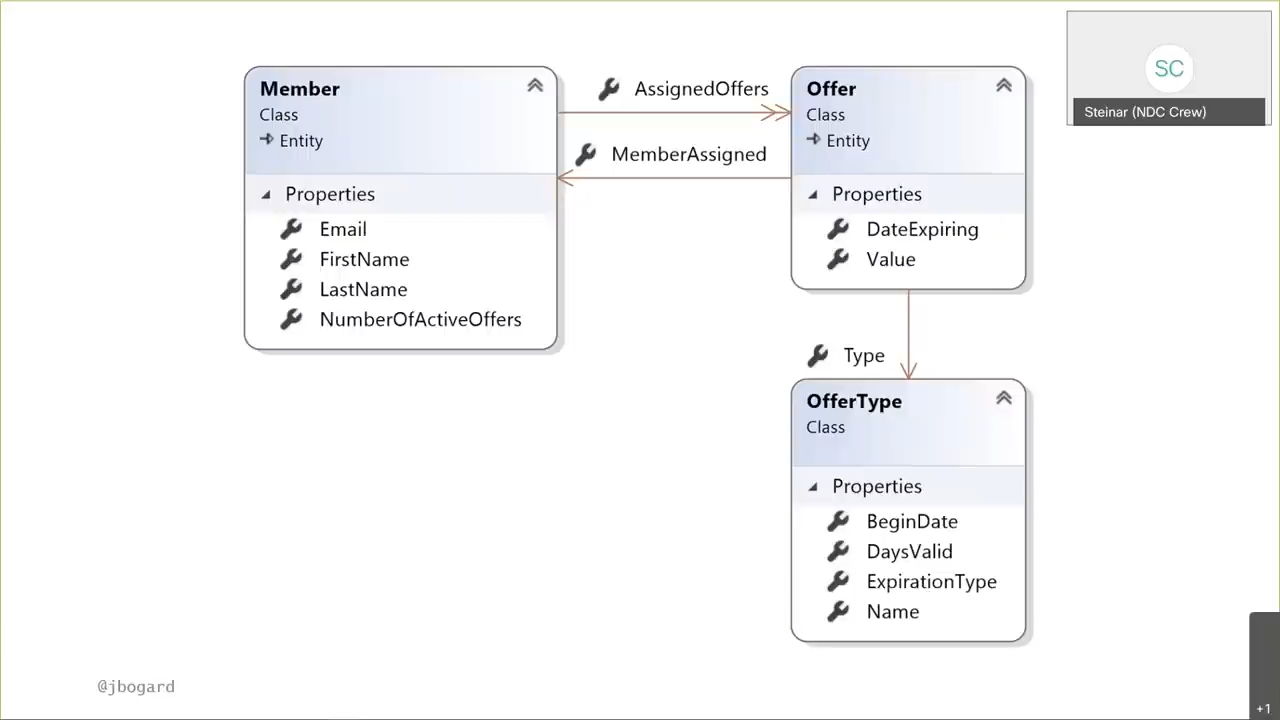 Member
Class
Entity
Properties
Email
FirstName
LastName
NumberOfActiveOffers
AssignedOffers
MemberAssigned
Offer
Class
Entity
Properties
DateExpiring
Value
Type
OfferType
Class
Properties
BeginDate
DaysValid
ExpirationType
Name
SC
Steinar (NDC Crew)
@jbogard
+1